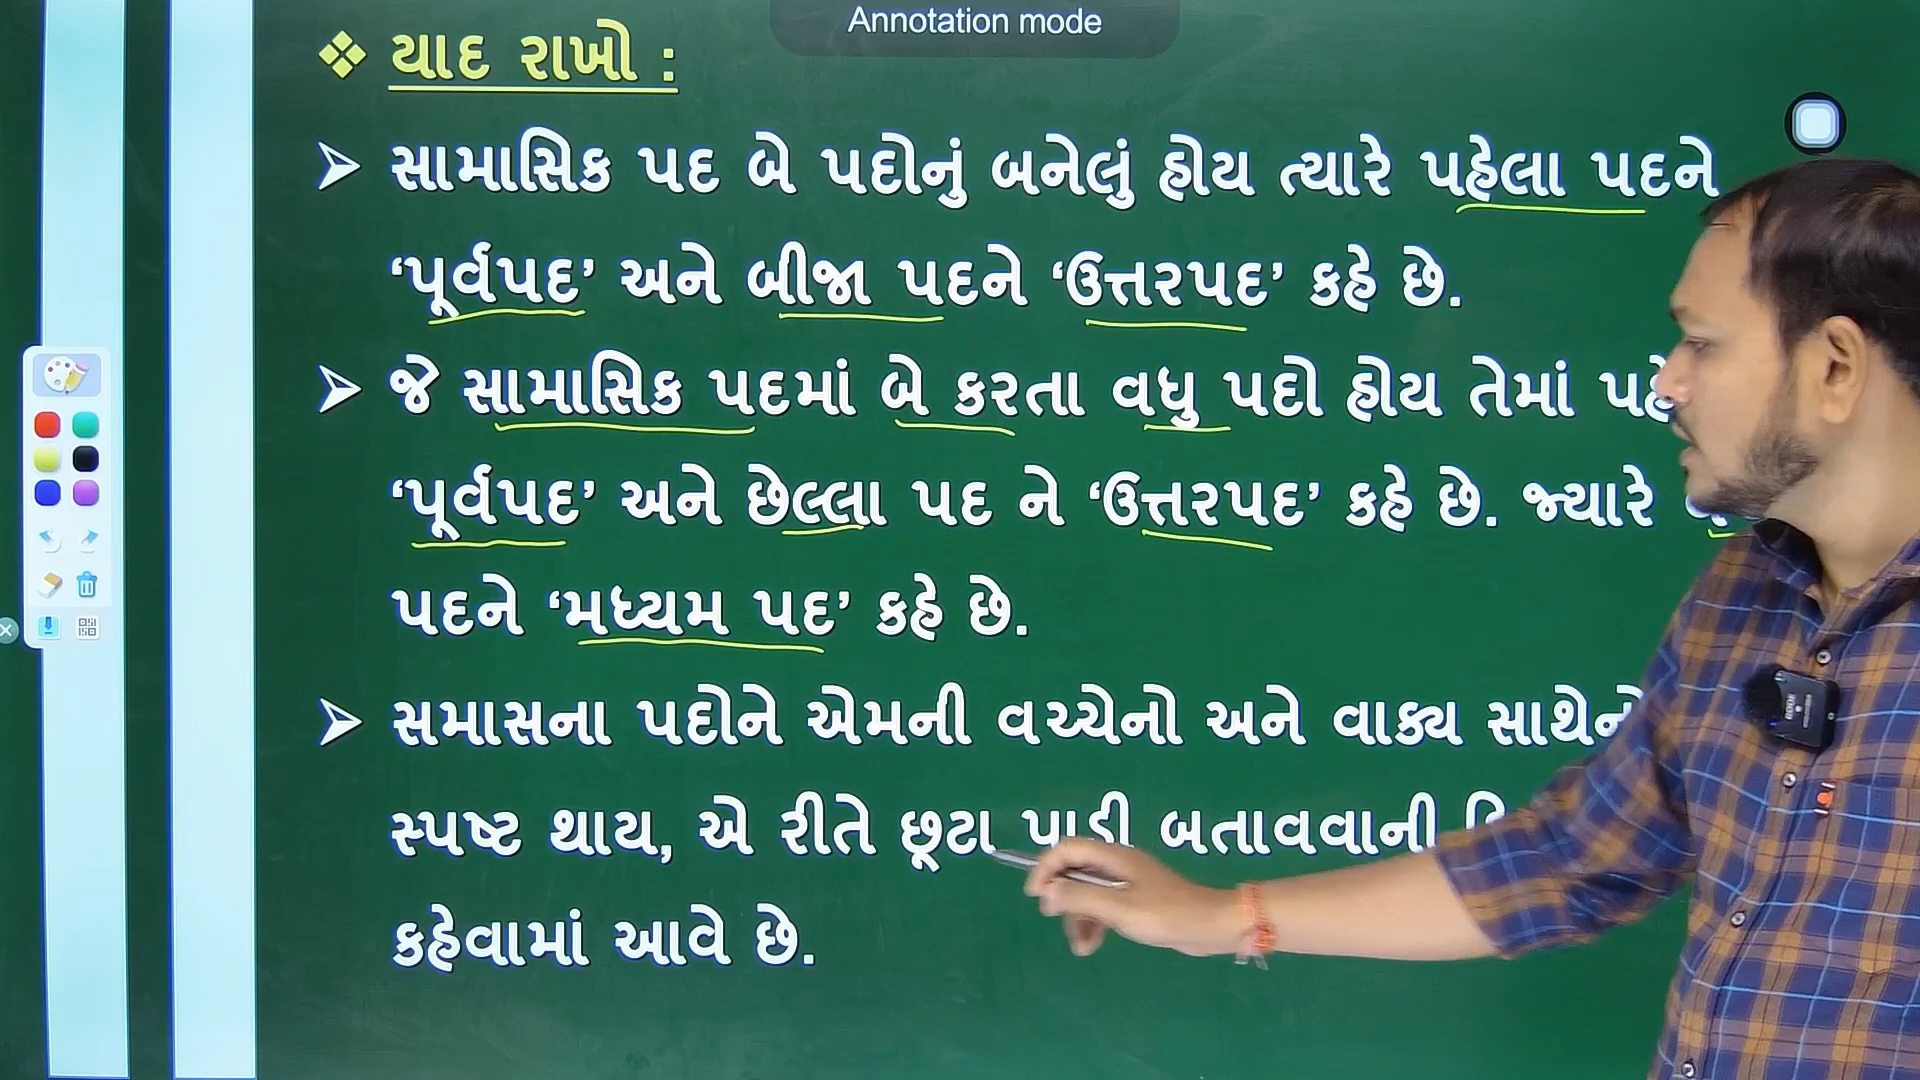 Annotation mode
યાદ રાખો :
સામાસિક પદ બે પદોનું બનેલું હોય ત્યારે પહેલા પદને
‘પૂર્વપદ’ અને બીજા પદને ‘ઉત્તરપદ’ કહે છે.
જે સામાસિક પદમાં બે કરતા વધુ પદો હોય તેમાં
‘પૂર્વપદ’ અને છેલ્લા પદ ને ‘ઉત્તરપદ’ કહે છે. જ્યારે
પદને ‘મધ્યમ પદ’ કહે છે.
સમાસના પદોને એમની વચ્ચેનો અને વાક્ય સાથેનો
સ્પષ્ટ થાય, એ રીતે છૂટા પાડી બતાવવાની
કહેવામાં આવે છે.